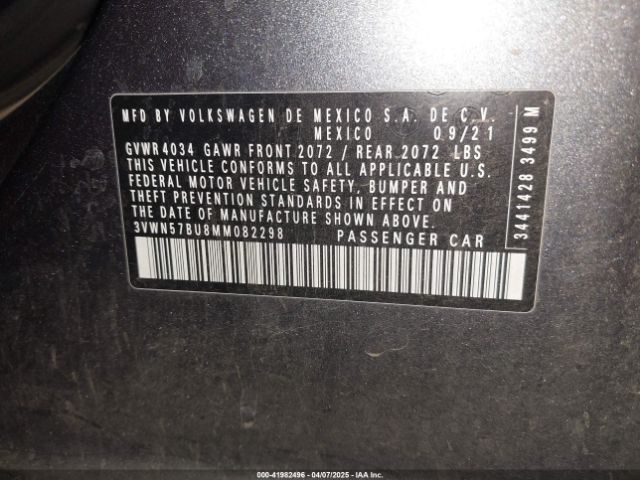 MFD BY VOLKSWAGEN DE MEXICO S.A. DE C.V.
MEXICO 09/21
GVWR 4034 GAWR FRONT 2072 / REAR 2072 LBS
THIS VEHICLE CONFORMS TO ALL APPLICABLE U.S.
FEDERAL MOTOR VEHICLE SAFETY, BUMPER AND
THEFT PREVENTION STANDARDS IN EFFECT ON
THE DATE OF MANUFACTURE SHOWN ABOVE.
3VWN57BU8MM082298 PASSENGER CAR
3441428 3499 M
000-41982496 | 04/07/2025 | IAA Inc.